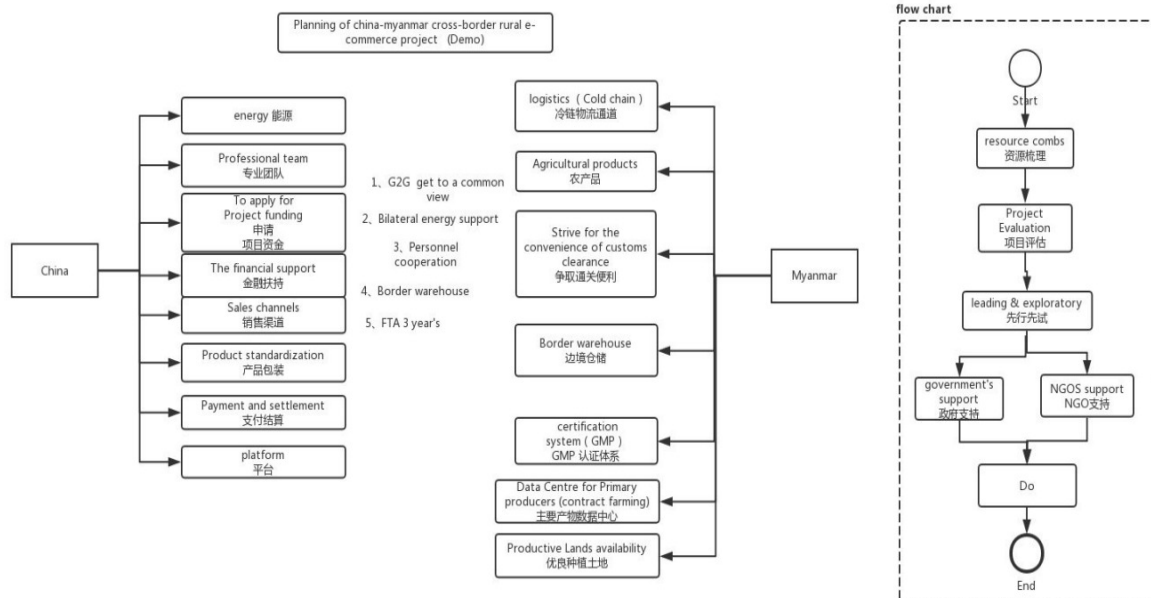 Planning of china-myanmar cross-border rural e-
commerce project (Demo)
China
energy 能源
Professional team
专业团队
To apply for
Project funding
申请
项目资金
The financial support
金融扶持
Sales channels
销售渠道
Product standardization
产品包装
Payment and settlement
支付结算
platform
平台
1、G2G get to a common
view
2、Bilateral energy support
3、Personnel
cooperation
4、Border warehouse
5、FTA 3 year's
logistics（Cold chain）
冷链物流通道
Agricultural products
农产品
Strive for the
convenience of customs
clearance
争取通关便利
Border warehouse
边境仓储
certification
system（GMP）
GMP 认证体系
Data Centre for Primary
producers (contract farming)
主要产物数据中心
Productive Lands availability
优良种植土地
Myanmar
flow chart
Start
resource combs
资源梳理
Project
Evaluation
项目评估
leading & exploratory
先行先试
government's
support
政府支持
NGOS support
NGO支持
Do
End